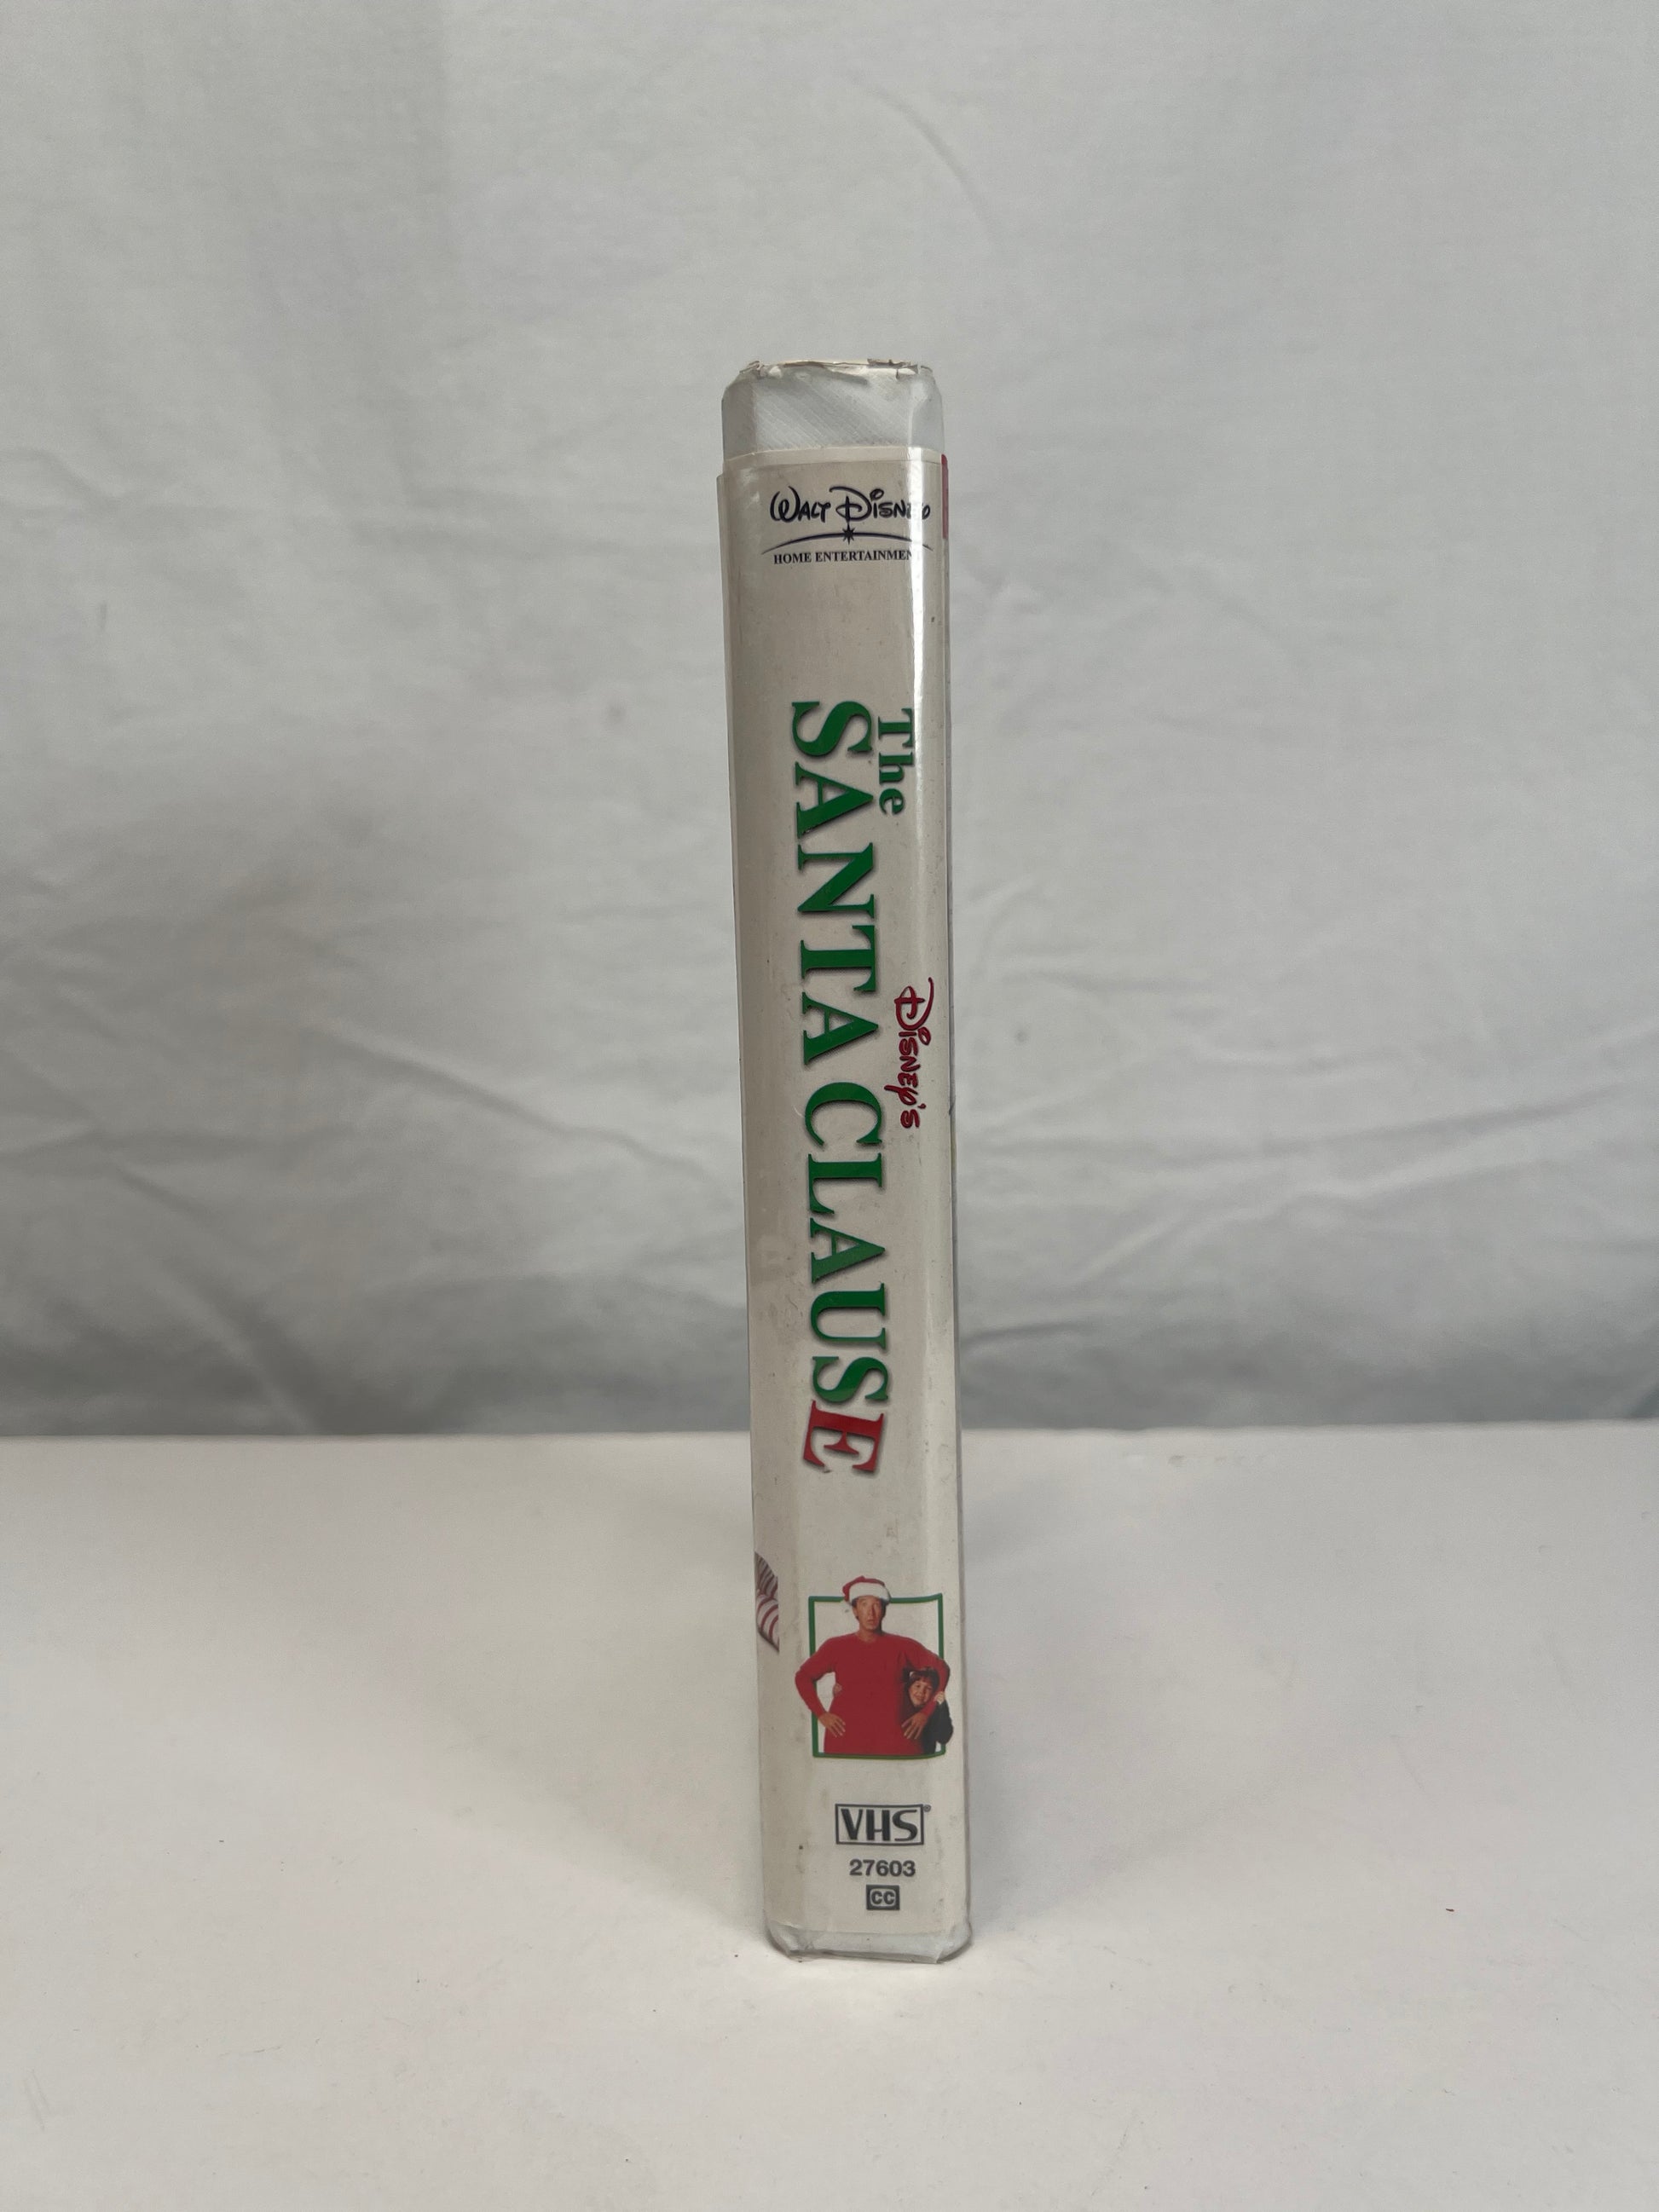 WALT DISNEY
HOME ENTERTAINMENT
DISNEY'S
The
SANTA CLAUSE
VHS®
27603
CC